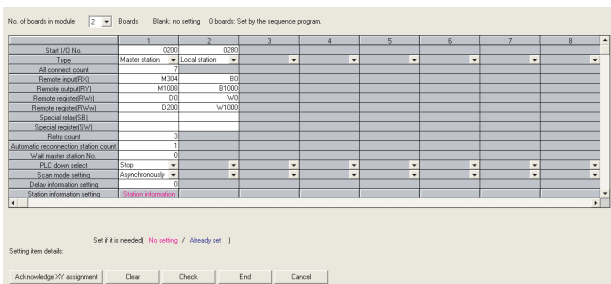 No. of boards in module 2 Boards Blank: no setting 0 boards: Set by the sequence program.
1 2 3 4 5 6 7 8
Start I/O No. 0200 0280
Type Master station Local station
All connect count 7
Remote input(RX) M304 B0
Remote output(RY) M1008 B1000
Remote register(RWr) D0 W0
Remote register(RWw) D200 W1000
Special relay(SB)
Special register(SW)
Retry count 3
Automatic reconnection station count 1
Wait master station No. 0
PLC down select Stop
Scan mode setting Asynchronously
Delay information setting 0
Station information setting Station information
Set if it is needed( No setting / Already set )
Setting item details:
Acknowledge XY assignment Clear Check End Cancel